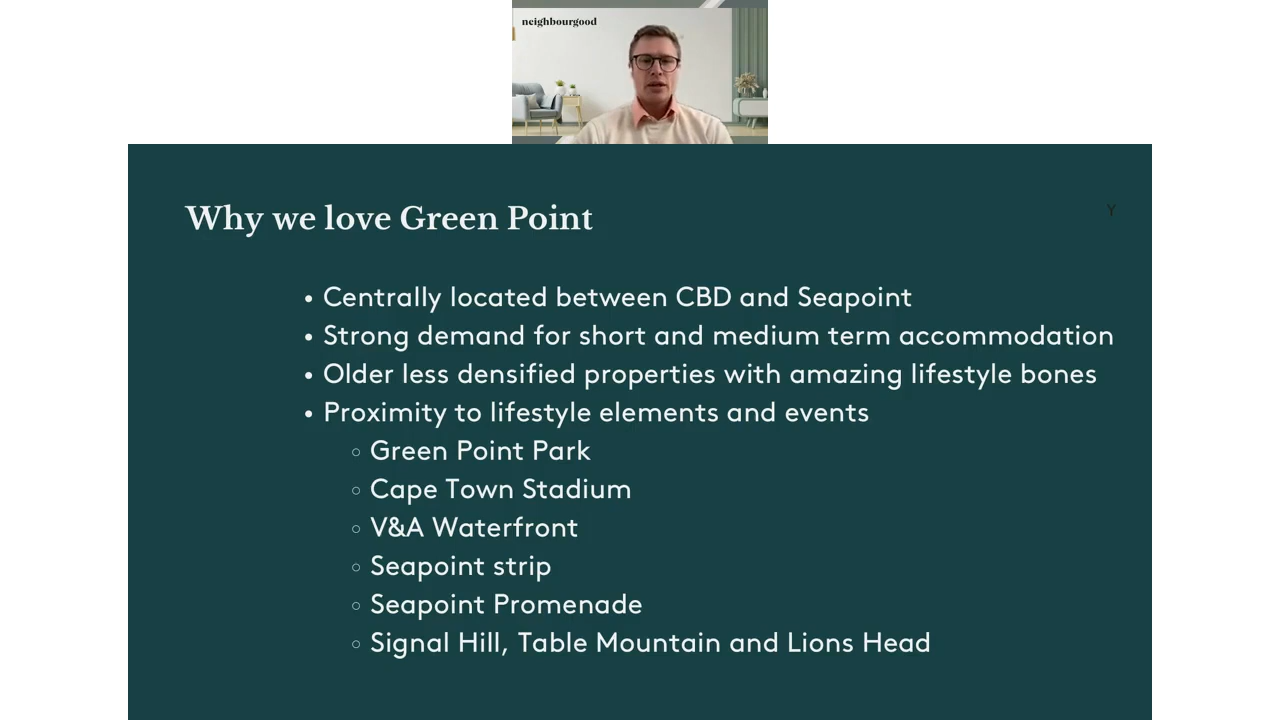 neighbourgood
Why we love Green Point
Y
• Centrally located between CBD and Seapoint
• Strong demand for short and medium term accommodation
• Older less densified properties with amazing lifestyle bones
• Proximity to lifestyle elements and events
◦ Green Point Park
◦ Cape Town Stadium
◦ V&A Waterfront
◦ Seapoint strip
◦ Seapoint Promenade
◦ Signal Hill, Table Mountain and Lions Head